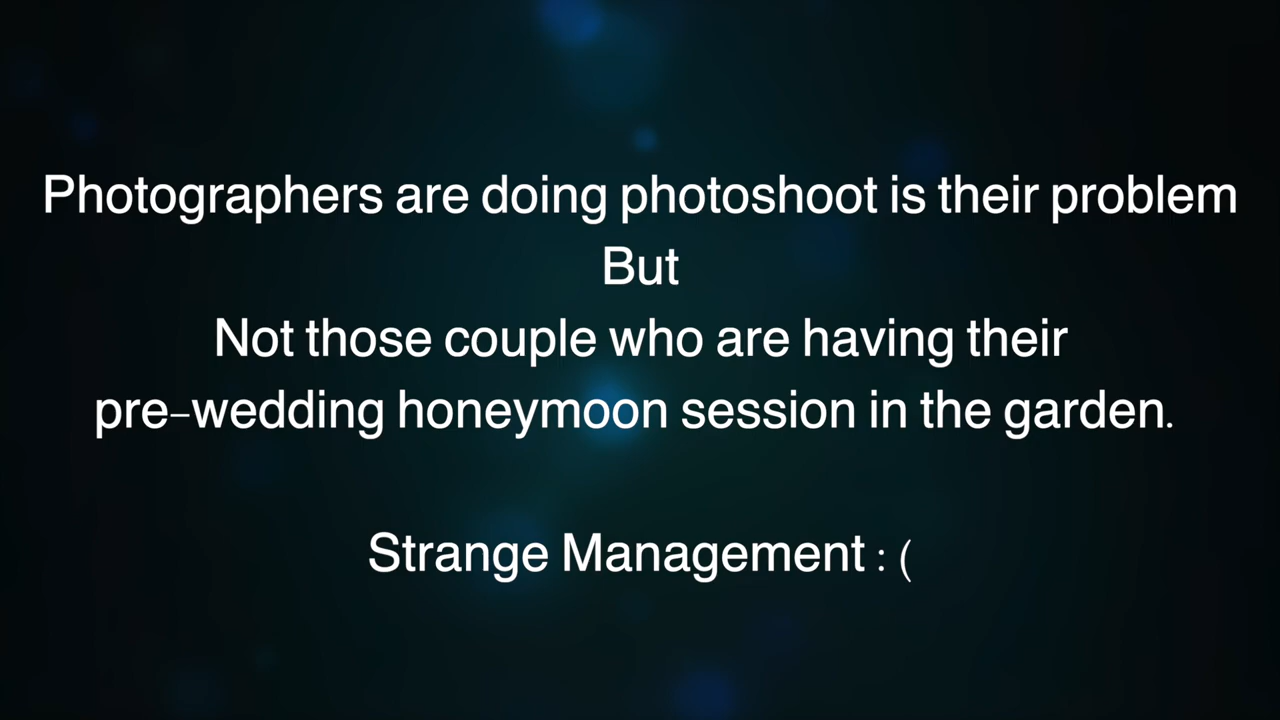 Photographers are doing photoshoot is their problem
But
Not those couple who are having their
pre-wedding honeymoon session in the garden.
Strange Management : (